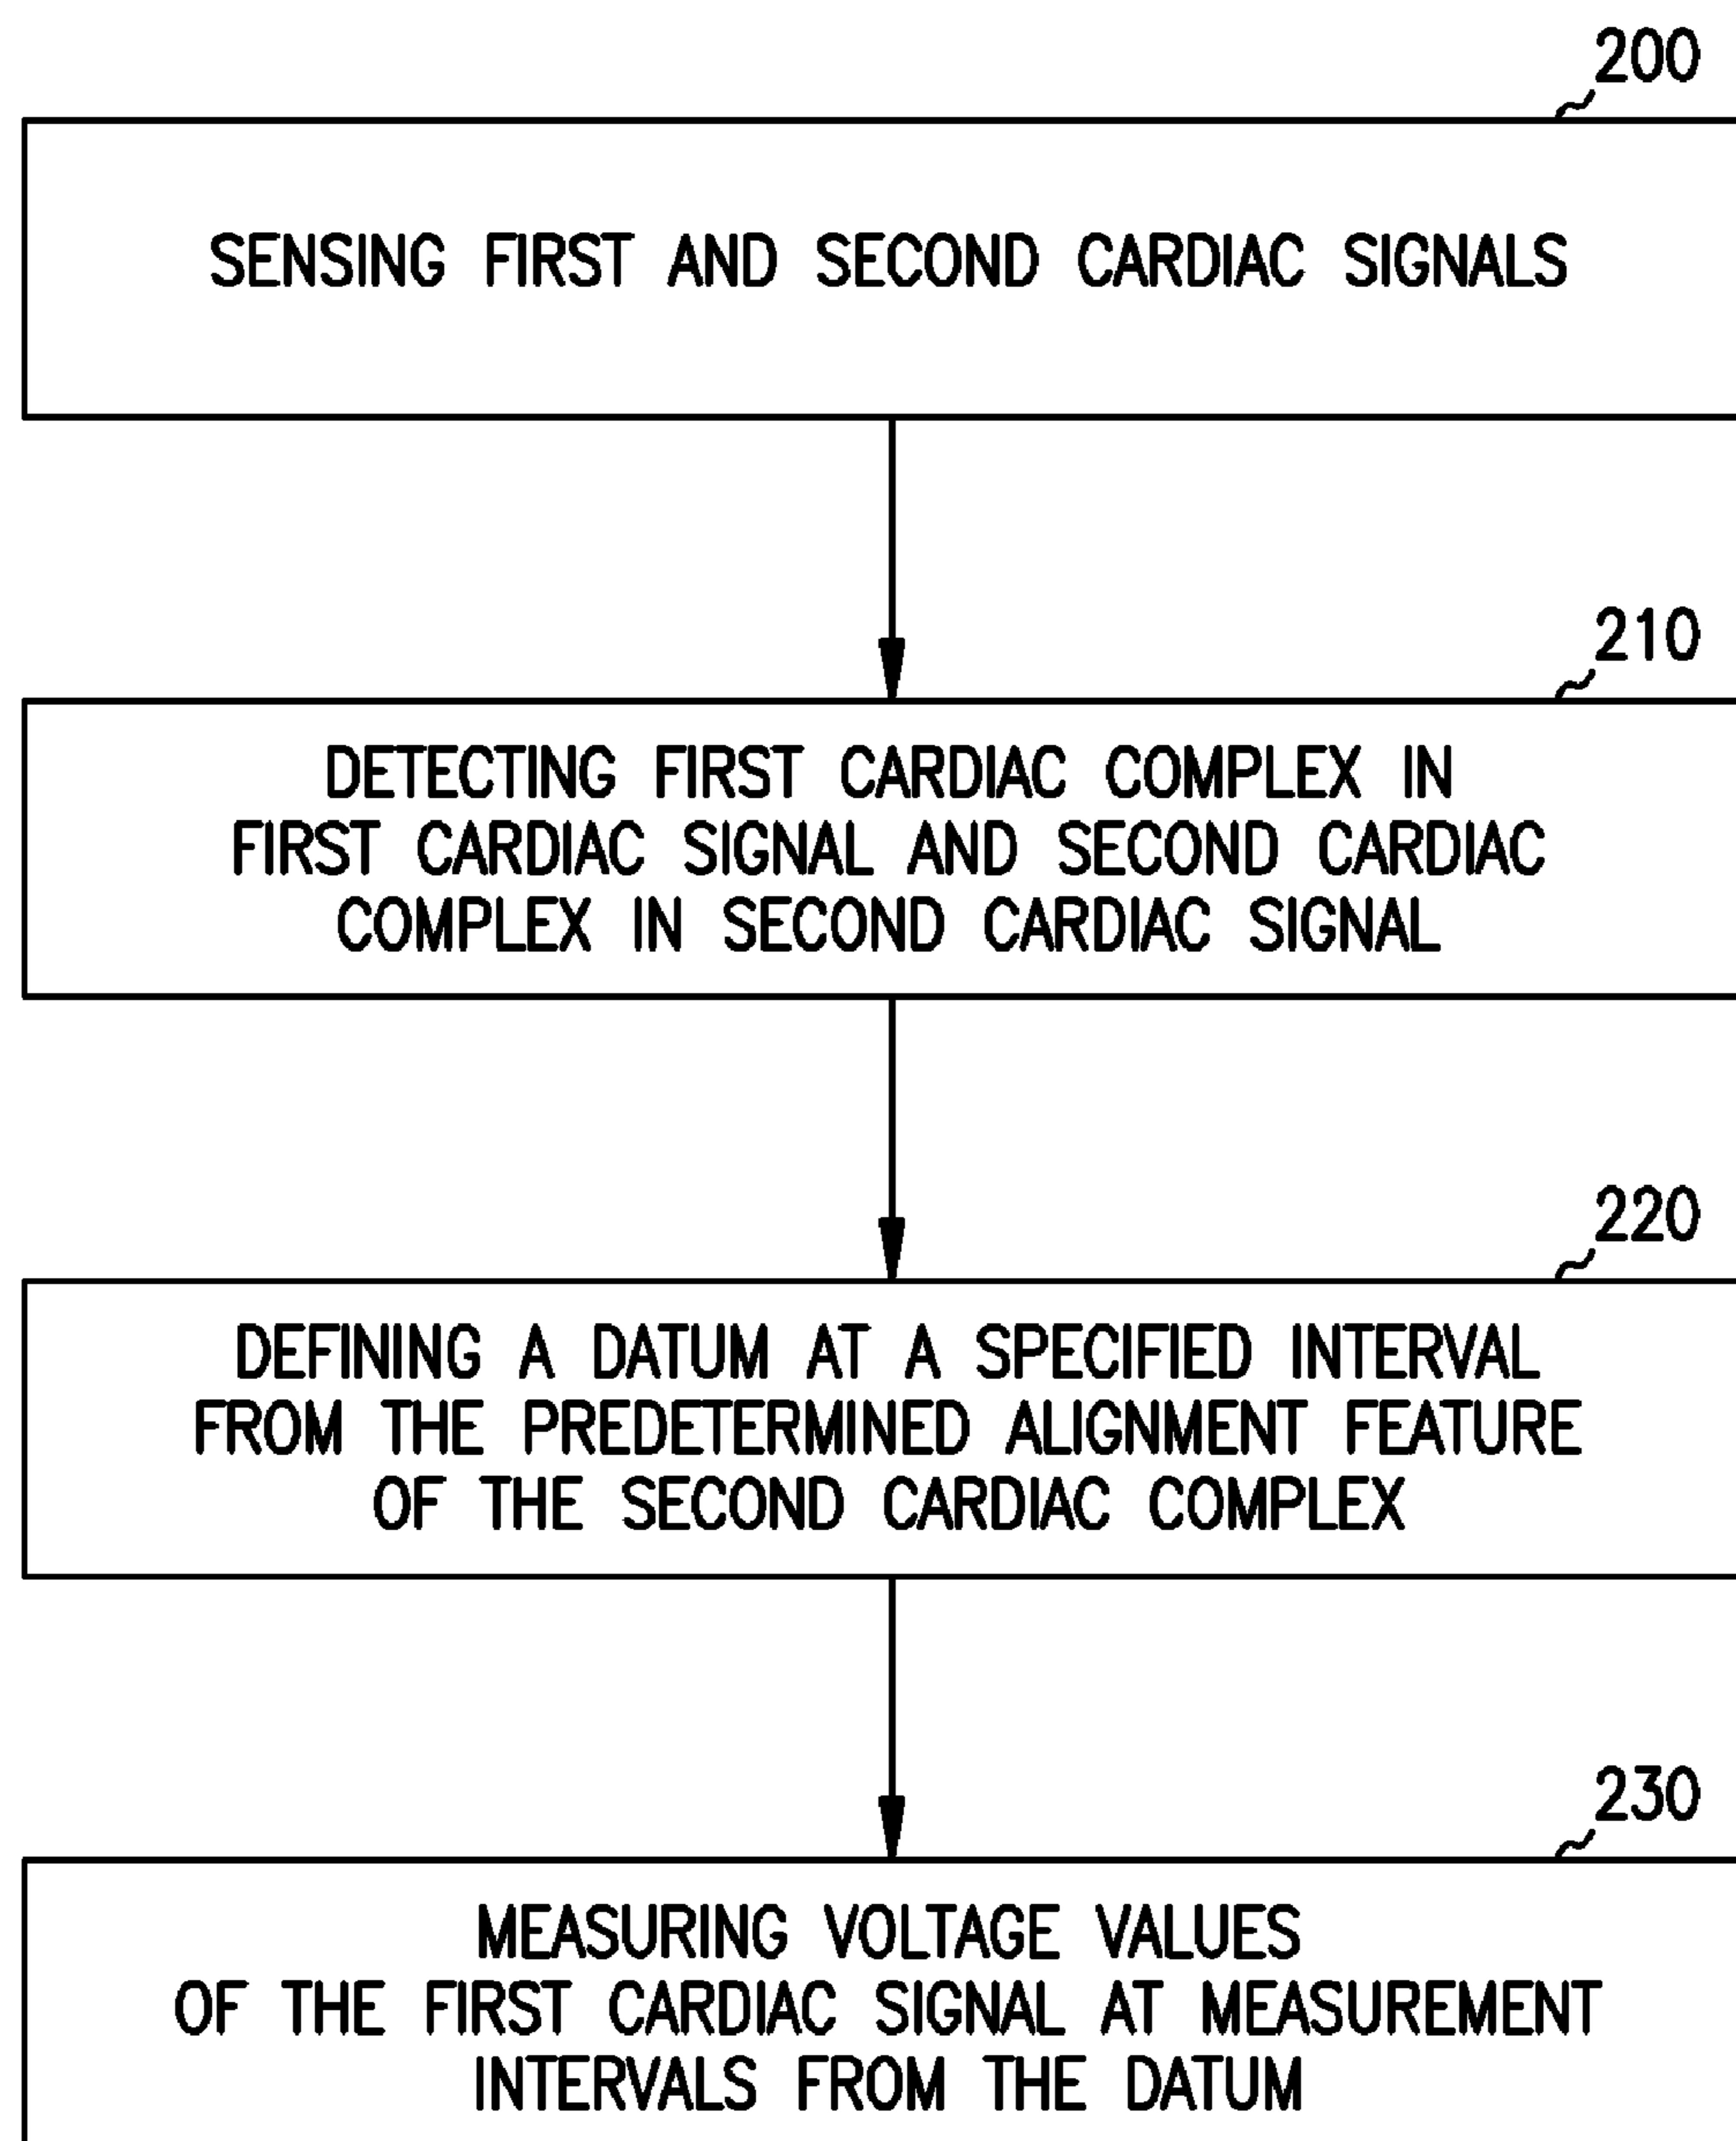 200
SENSING FIRST AND SECOND CARDIAC SIGNALS
210
DETECTING FIRST CARDIAC COMPLEX IN
FIRST CARDIAC SIGNAL AND SECOND CARDIAC
COMPLEX IN SECOND CARDIAC SIGNAL
220
DEFINING A DATUM AT A SPECIFIED INTERVAL
FROM THE PREDETERMINED ALIGNMENT FEATURE
OF THE SECOND CARDIAC COMPLEX
230
MEASURING VOLTAGE VALUES
OF THE FIRST CARDIAC SIGNAL AT MEASUREMENT
INTERVALS FROM THE DATUM